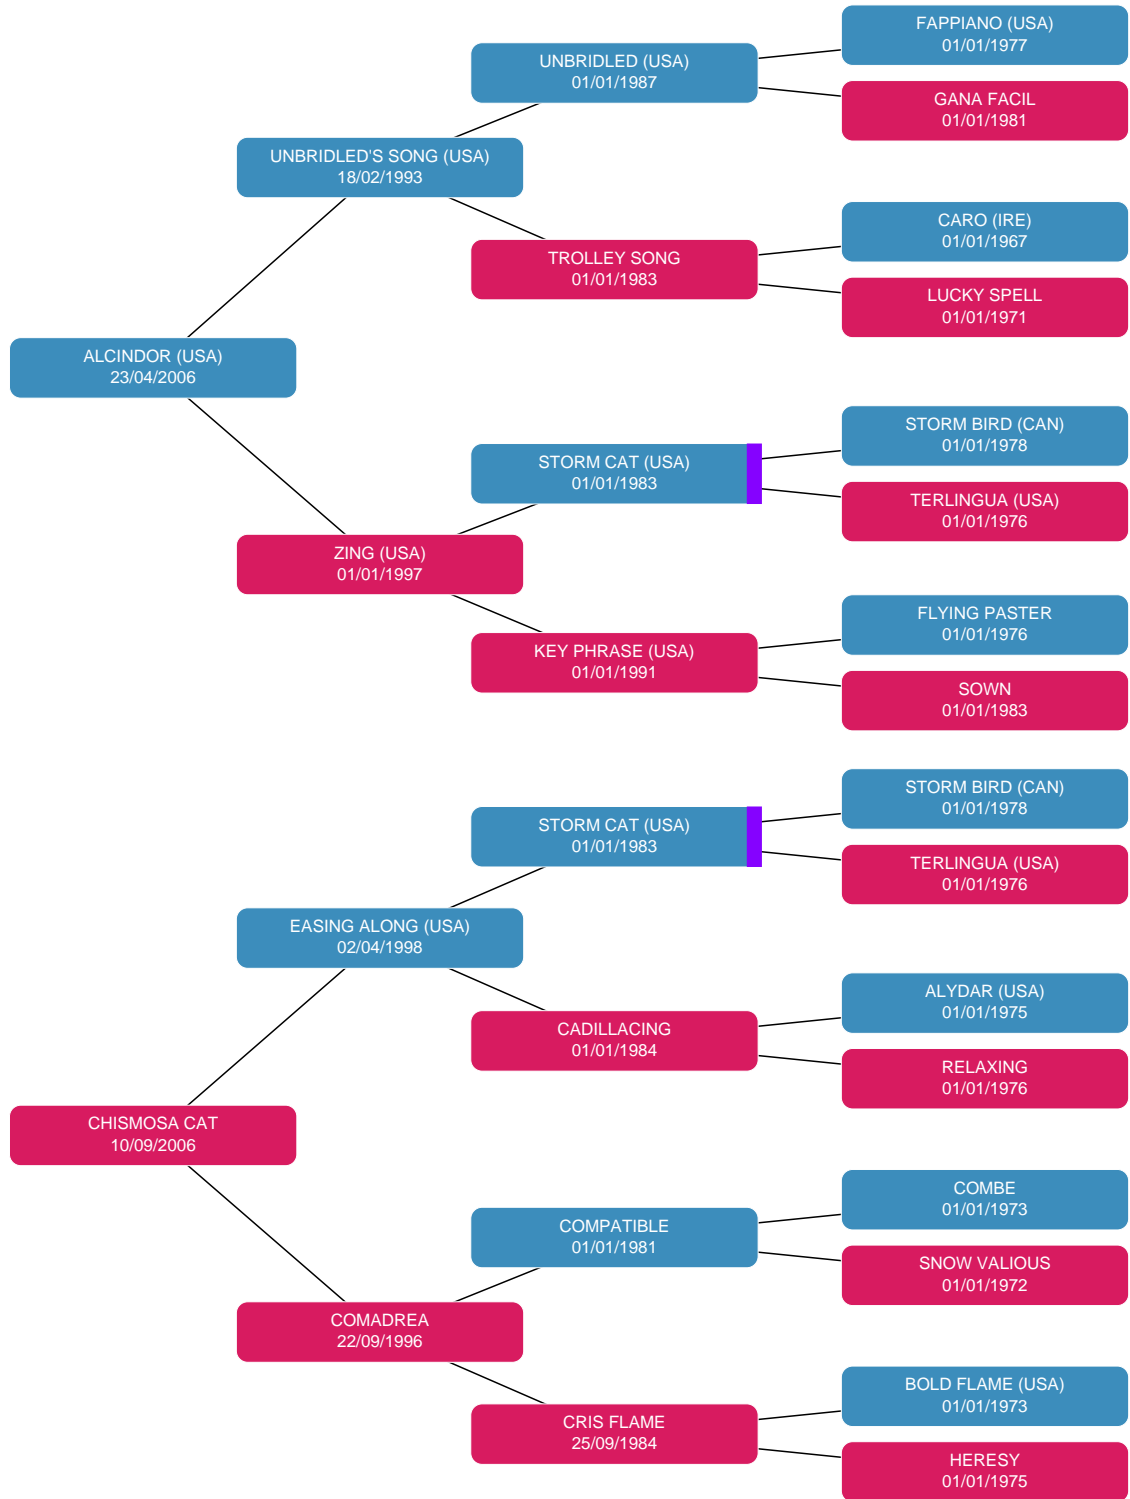 FAPPIANO (USA)
01/01/1977
UNBRIDLED (USA)
01/01/1987
GANA FACIL
01/01/1981
UNBRIDLED'S SONG (USA)
18/02/1993
CARO (IRE)
01/01/1967
TROLLEY SONG
01/01/1983
LUCKY SPELL
01/01/1971
ALCINDOR (USA)
23/04/2006
STORM BIRD (CAN)
01/01/1978
STORM CAT (USA)
01/01/1983
TERLINGUA (USA)
01/01/1976
ZING (USA)
01/01/1997
FLYING PASTER
01/01/1976
KEY PHRASE (USA)
01/01/1991
SOWN
01/01/1983
STORM BIRD (CAN)
01/01/1978
STORM CAT (USA)
01/01/1983
TERLINGUA (USA)
01/01/1976
EASING ALONG (USA)
02/04/1998
ALYDAR (USA)
01/01/1975
CADILLACING
01/01/1984
RELAXING
01/01/1976
CHISMOSA CAT
10/09/2006
COMBE
01/01/1973
COMPATIBLE
01/01/1981
SNOW VALIOUS
01/01/1972
COMADREA
22/09/1996
BOLD FLAME (USA)
01/01/1973
CRIS FLAME
25/09/1984
HERESY
01/01/1975